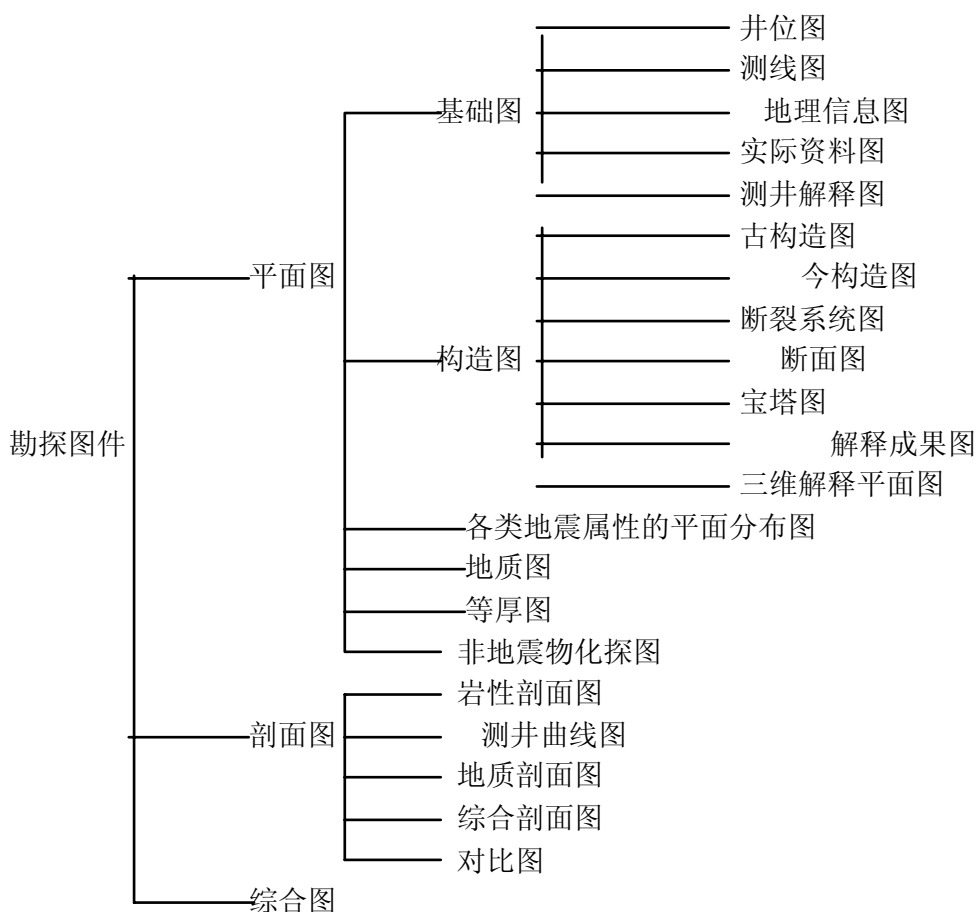 井位图
测线图
基础图
地理信息图
实际资料图
测井解释图
古构造图
平面图
今构造图
断裂系统图
构造图
断面图
宝塔图
勘探图件
解释成果图
三维解释平面图
各类地震属性的平面分布图
地质图
等厚图
非地震物化探图
岩性剖面图
剖面图
测井曲线图
地质剖面图
综合剖面图
对比图
综合图